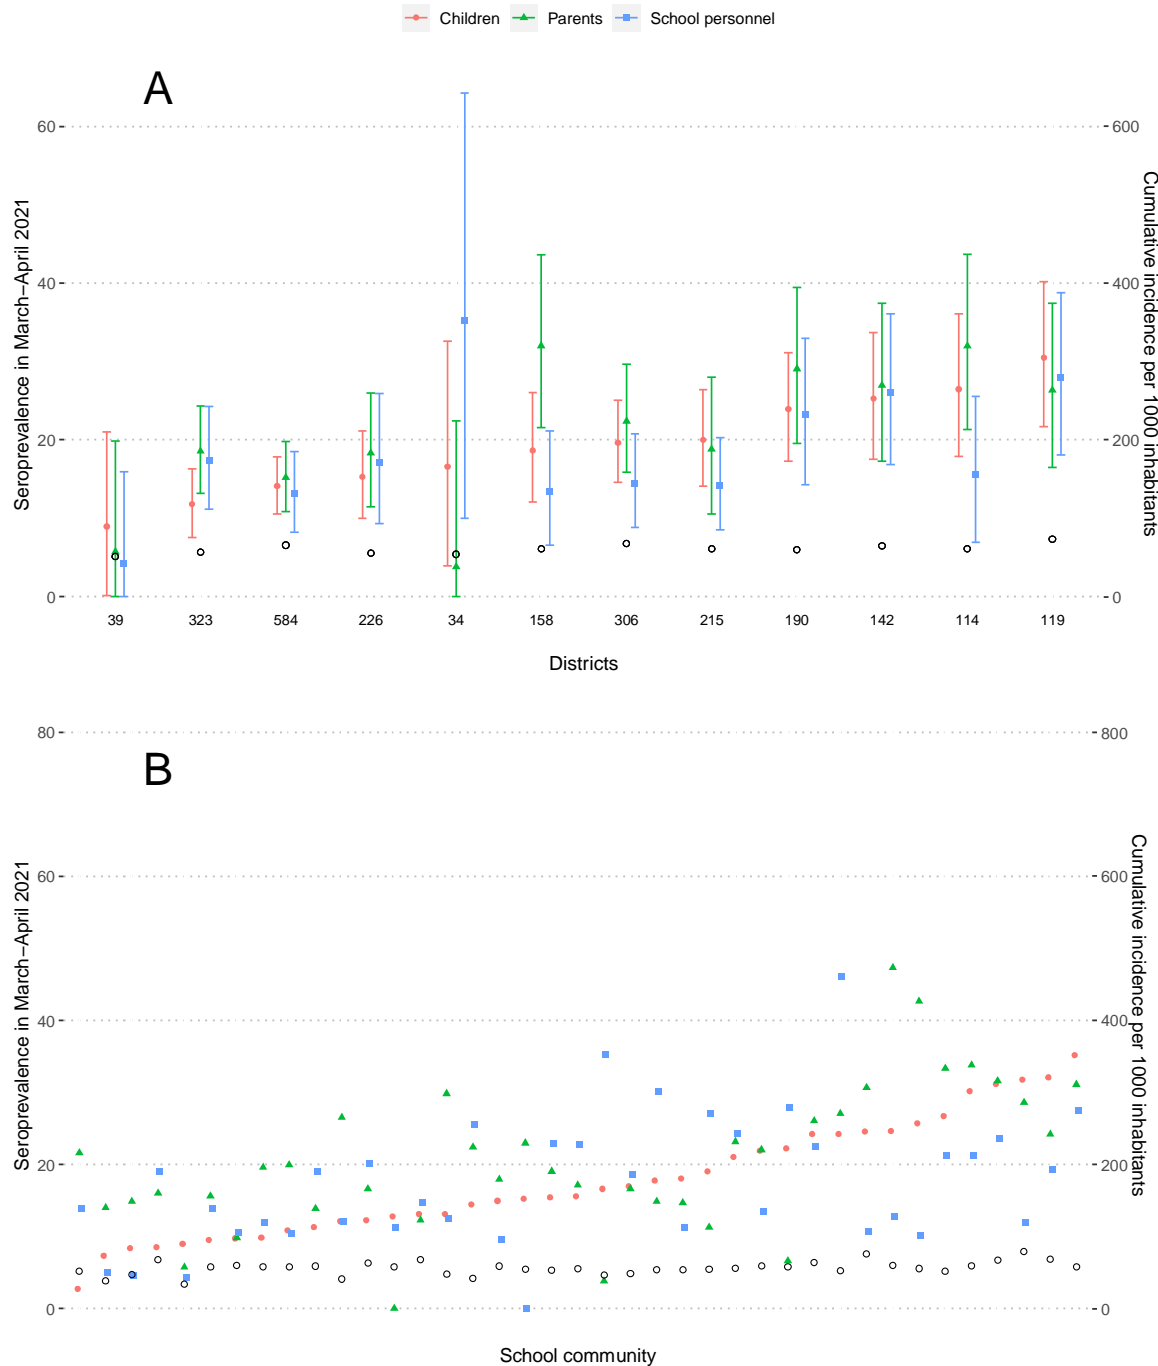 Children Parents School personnel
A
Seroprevalence in March−April 2021
60
40
20
0
600
400
200
0
Cumulative incidence per 1000 inhabitants
39 323 584 226 34 158 306 215 190 142 114 119
Districts
B
Seroprevalence in March−April 2021
80
60
40
20
0
800
600
400
200
0
Cumulative incidence per 1000 inhabitants
School community